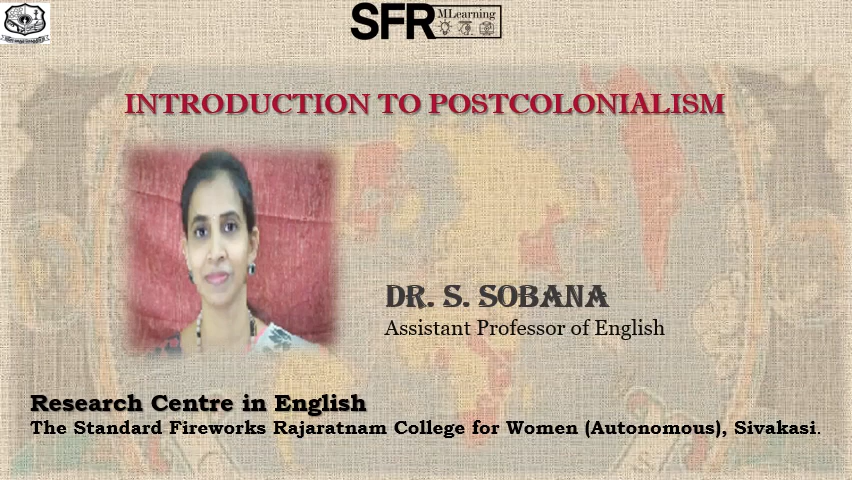 SFR MLearning
INTRODUCTION TO POSTCOLONIALISM
DR. S. SOBANA
Assistant Professor of English
Research Centre in English
The Standard Fireworks Rajaratnam College for Women (Autonomous), Sivakasi.